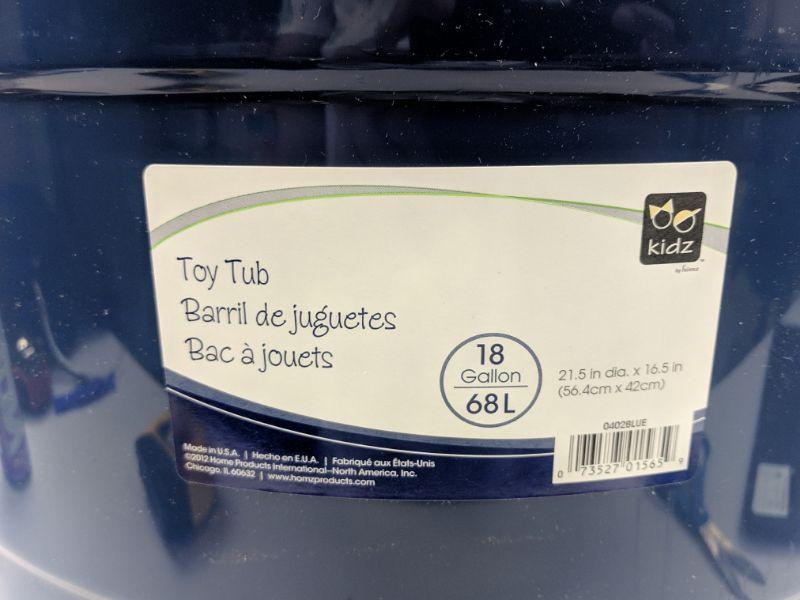 kidz
Toy Tub
Barril de juguetes
Bac à jouets
18
Gallon
68L
21.5 in dia. x 16.5 in
(56.4cm x 42cm)
0402BLUE
0 73527 01565 9
Made in U.S.A. | Hecho en E.U.A. | Fabriqué aux États-Unis
©2012 Home Products International–North America, Inc.
Chicago, IL 60632 | www.homzproducts.com